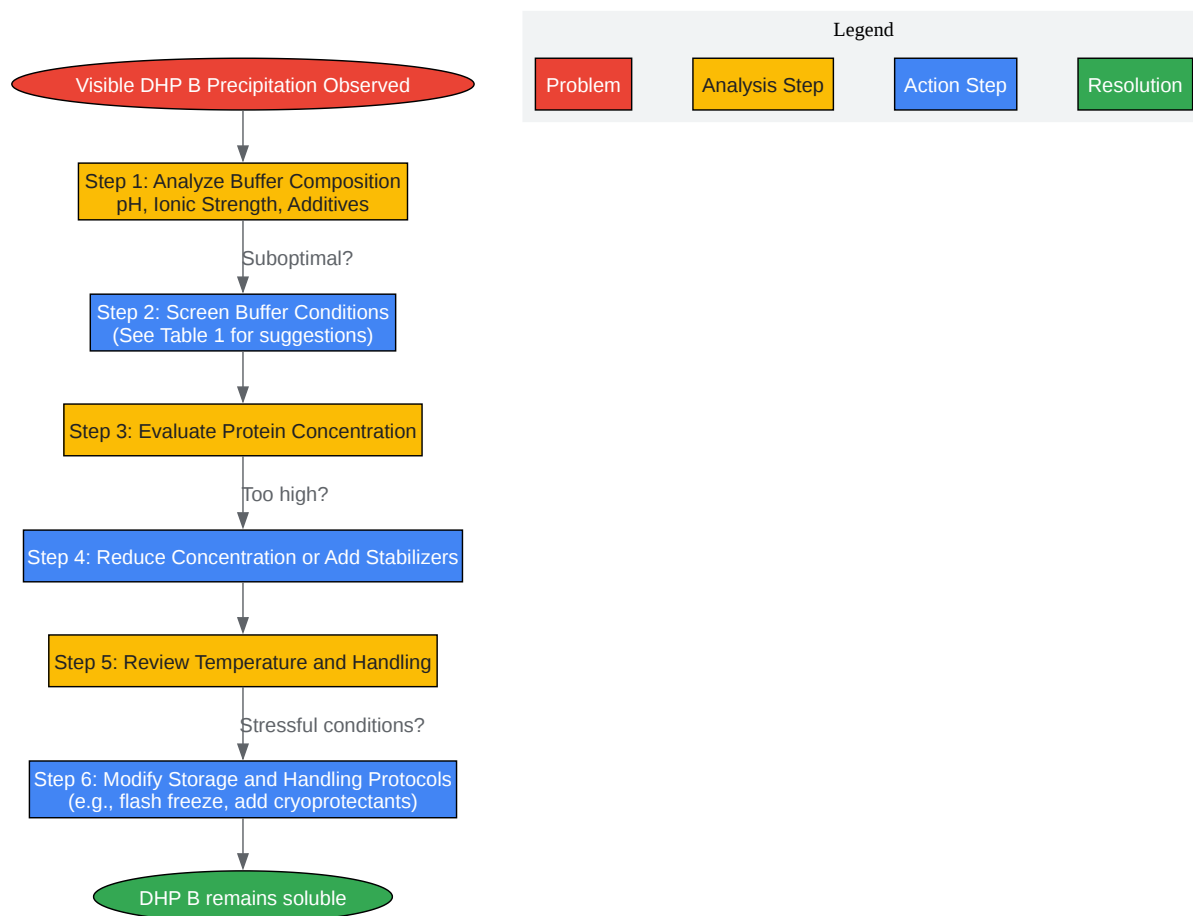 Legend
Problem
Analysis Step
Action Step
Resolution
Visible DHP B Precipitation Observed
Step 1: Analyze Buffer Composition
pH, Ionic Strength, Additives
Suboptimal?
Step 2: Screen Buffer Conditions
(See Table 1 for suggestions)
Step 3: Evaluate Protein Concentration
Too high?
Step 4: Reduce Concentration or Add Stabilizers
Step 5: Review Temperature and Handling
Stressful conditions?
Step 6: Modify Storage and Handling Protocols
(e.g., flash freeze, add cryoprotectants)
DHP B remains soluble